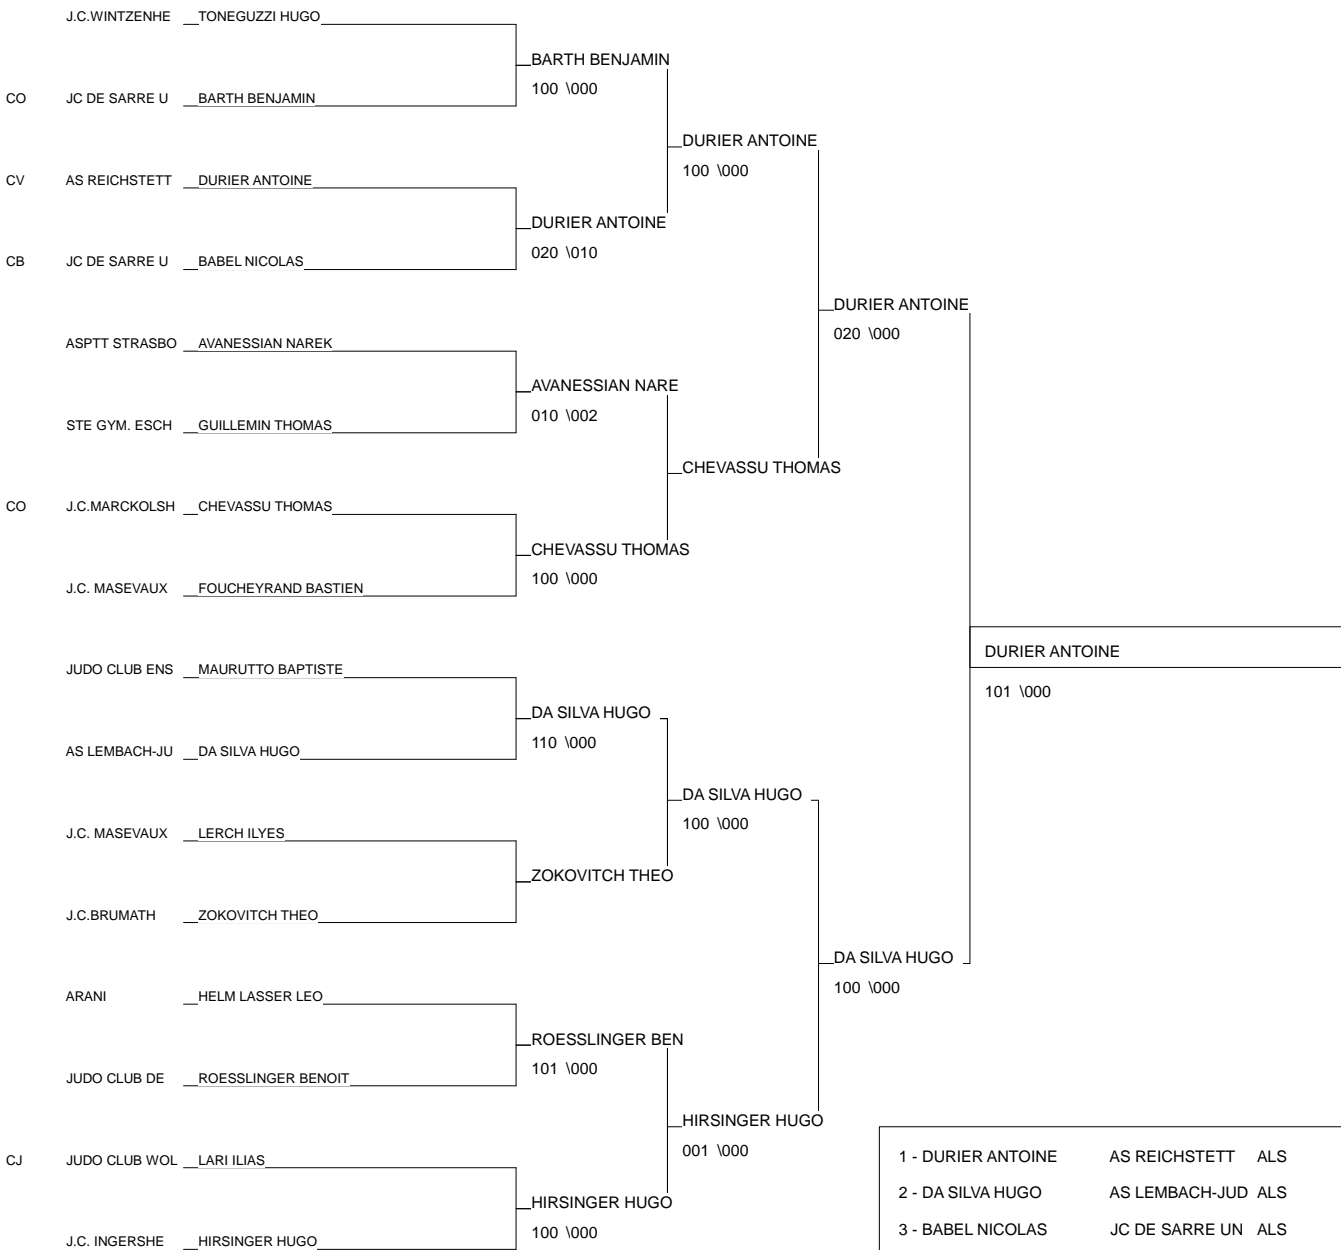 J.C.WINTZENHE TONEGUZZI HUGO
BARTH BENJAMIN
100 \000
CO JC DE SARRE U BARTH BENJAMIN
DURIER ANTOINE
100 \000
CV AS REICHSTETT DURIER ANTOINE
DURIER ANTOINE
020 \010
CB JC DE SARRE U BABEL NICOLAS
DURIER ANTOINE
020 \000
ASPTT STRASBO AVANESSIAN NAREK
AVANESSIAN NARE
010 \002
STE GYM. ESCH GUILLEMIN THOMAS
CHEVASSU THOMAS
CO J.C.MARCKOLSH CHEVASSU THOMAS
CHEVASSU THOMAS
100 \000
J.C. MASEVAUX FOUCHEYRAND BASTIEN
DURIER ANTOINE
101 \000
JUDO CLUB ENS MAURUTTO BAPTISTE
DA SILVA HUGO
110 \000
AS LEMBACH-JU DA SILVA HUGO
DA SILVA HUGO
100 \000
J.C. MASEVAUX LERCH ILYES
ZOKOVITCH THEO
J.C.BRUMATH ZOKOVITCH THEO
DA SILVA HUGO
100 \000
ARANI HELM LASSER LEO
ROESSLINGER BEN
101 \000
JUDO CLUB DE ROESSLINGER BENOIT
HIRSINGER HUGO
001 \000
CJ JUDO CLUB WOL LARI ILIAS
HIRSINGER HUGO
100 \000
J.C. INGERSHE HIRSINGER HUGO
1 - DURIER ANTOINE AS REICHSTETT ALS
2 - DA SILVA HUGO AS LEMBACH-JUD ALS
3 - BABEL NICOLAS JC DE SARRE UN ALS